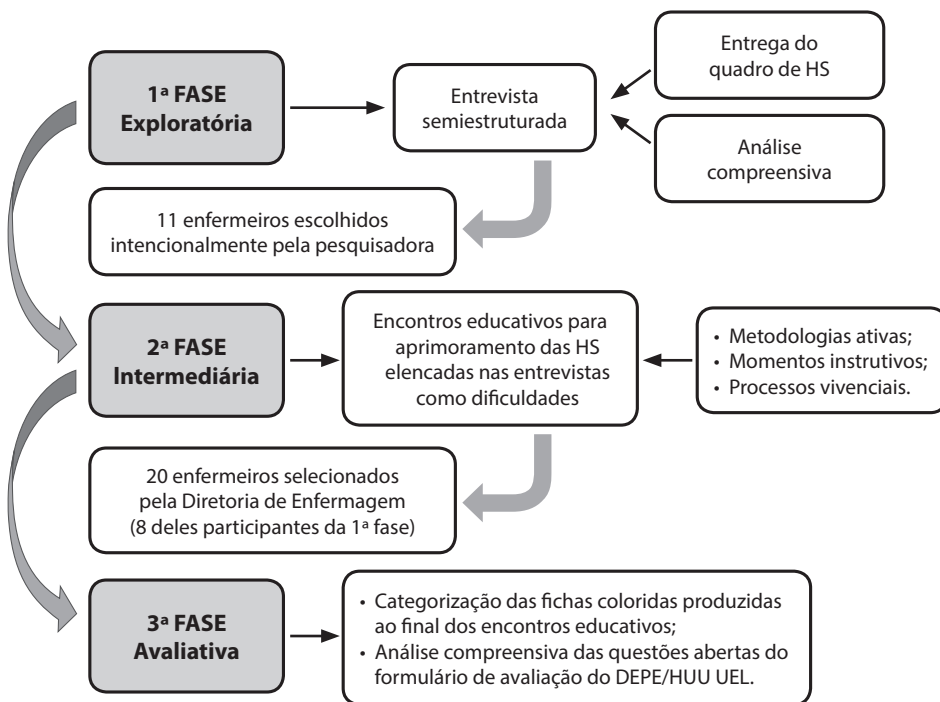 1ª FASE
Exploratória
Entrevista
semiestruturada
Entrega do
quadro de HS
Análise
compreensiva
11 enfermeiros escolhidos
intencionalmente pela pesquisadora
2ª FASE
Intermediária
Encontros educativos para
aprimoramento das HS
elencadas nas entrevistas
como dificuldades
• Metodologias ativas;
• Momentos instrutivos;
• Processos vivenciais.
20 enfermeiros selecionados
pela Diretoria de Enfermagem
(8 deles participantes da 1ª fase)
3ª FASE
Avaliativa
• Categorização das fichas coloridas produzidas
ao final dos encontros educativos;
• Análise compreensiva das questões abertas do
formulário de avaliação do DEPE/HUU UEL.